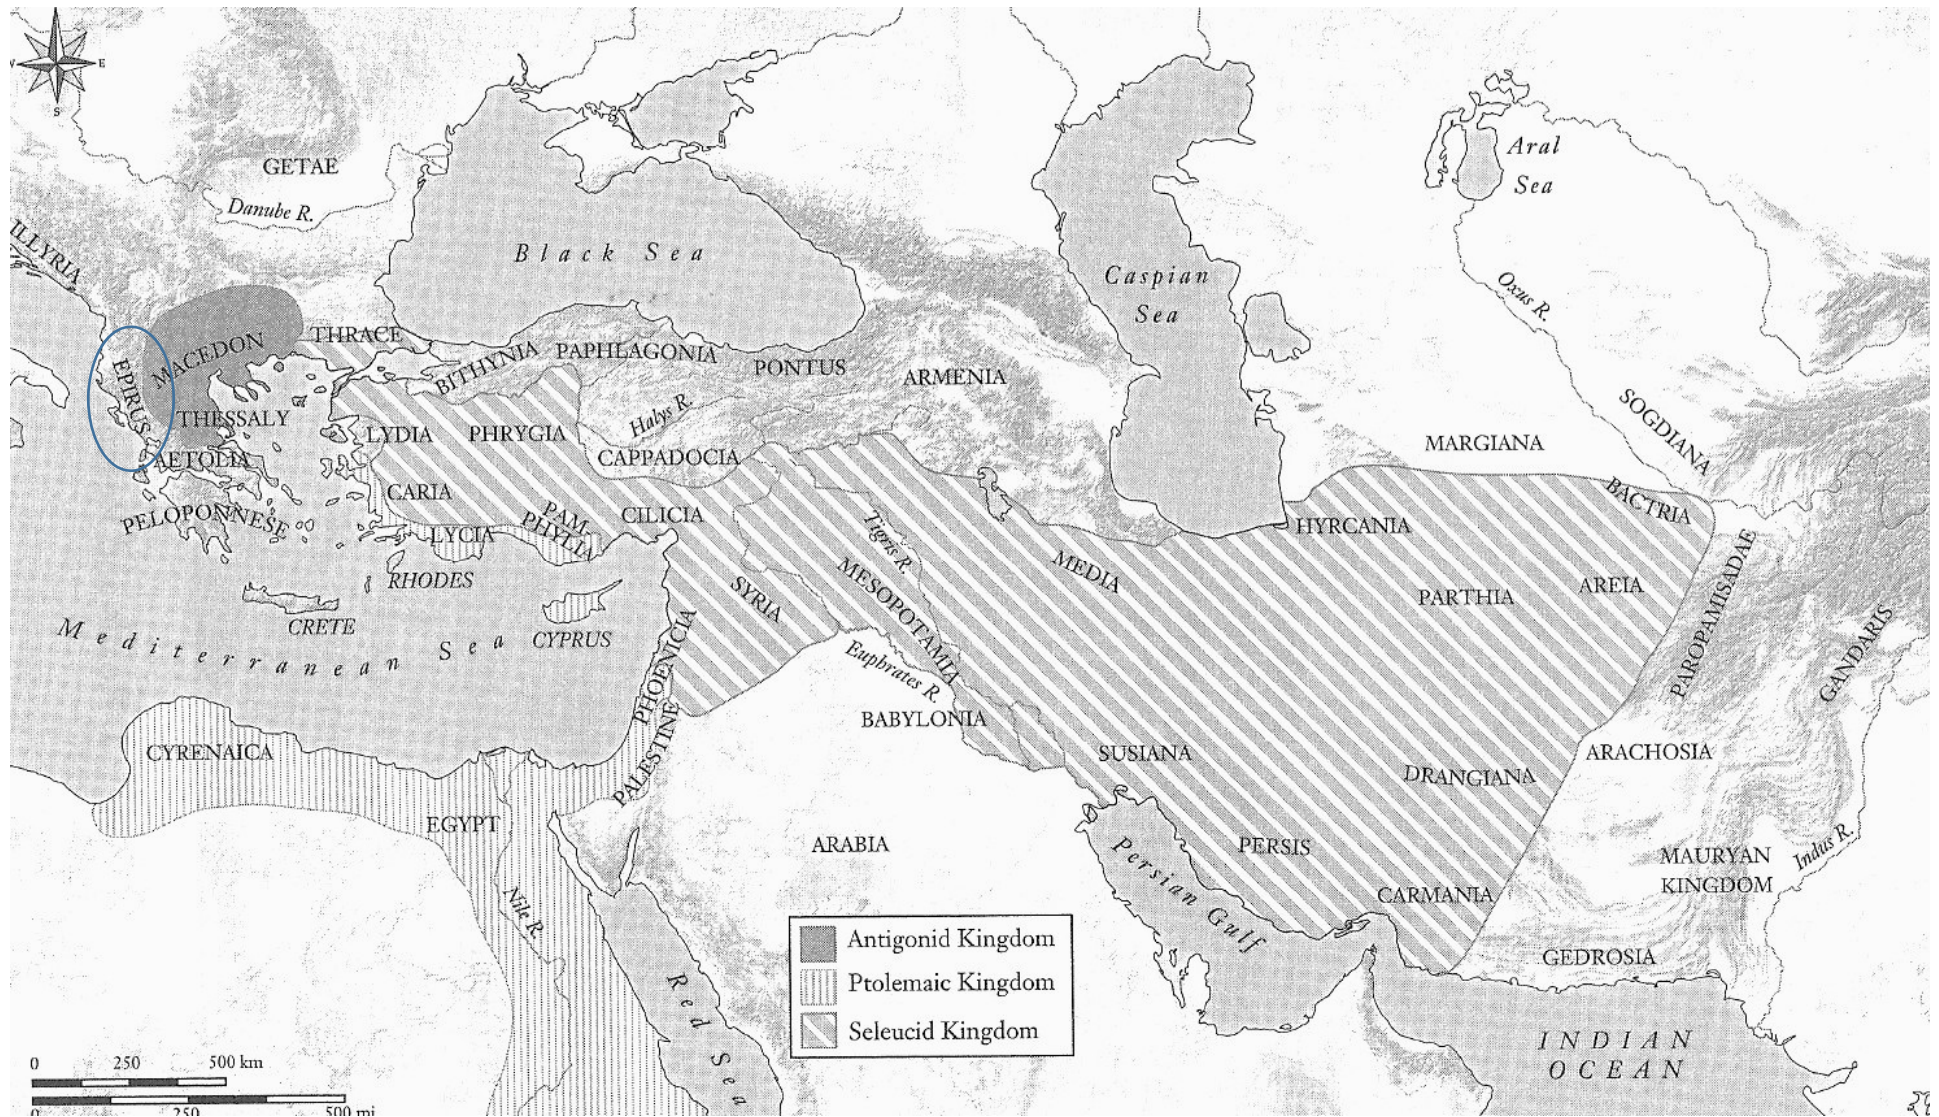 E
S
GETAE
Danube R.
ILLYRIA
Black Sea
Caspian
Sea
Aral
Sea
Oxus R.
MACEDON
THRACE
EPIRUS
THESSALY
AETOLIA
PELOPONNESE
BITHYNIA
PAPHLAGONIA
PONTUS
ARMENIA
Halys R.
LYDIA
PHRYGIA
CAPPADOCIA
CARIA
LYCIA
PAM
PHYLIA
CILICIA
RHODES
CRETE
CYPRUS
Mediterranean Sea
SYRIA
PHOENICIA
PALESTINE
Tigris R.
MESOPOTAMIA
Euphrates R.
BABYLONIA
MEDIA
HYRCANIA
MARGIANA
SOGDIANA
BACTRIA
PARTHIA
AREIA
PAROPAMISADAE
GANDARIS
SUSIANA
DRANGIANA
ARACHOSIA
PERSIS
CARMANIA
MAURYAN
KINGDOM
Indus R.
GEDROSIA
CYRENAICA
EGYPT
Nile R.
ARABIA
Persian Gulf
Red Sea
INDIAN
OCEAN
Antigonid Kingdom
Ptolemaic Kingdom
Seleucid Kingdom
0 250 500 km
0 250 500 mi